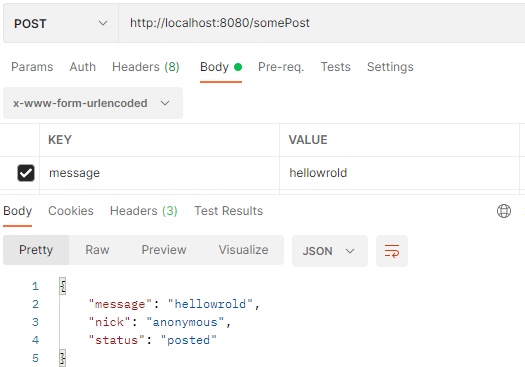 POST http://localhost:8080/somePost
Params Auth Headers (8) Body Pre-req. Tests Settings
x-www-form-urlencoded
KEY VALUE
message hellowrold
Body Cookies Headers (3) Test Results
Pretty Raw Preview Visualize JSON
1 {
2 "message": "hellowrold",
3 "nick": "anonymous",
4 "status": "posted"
5 }